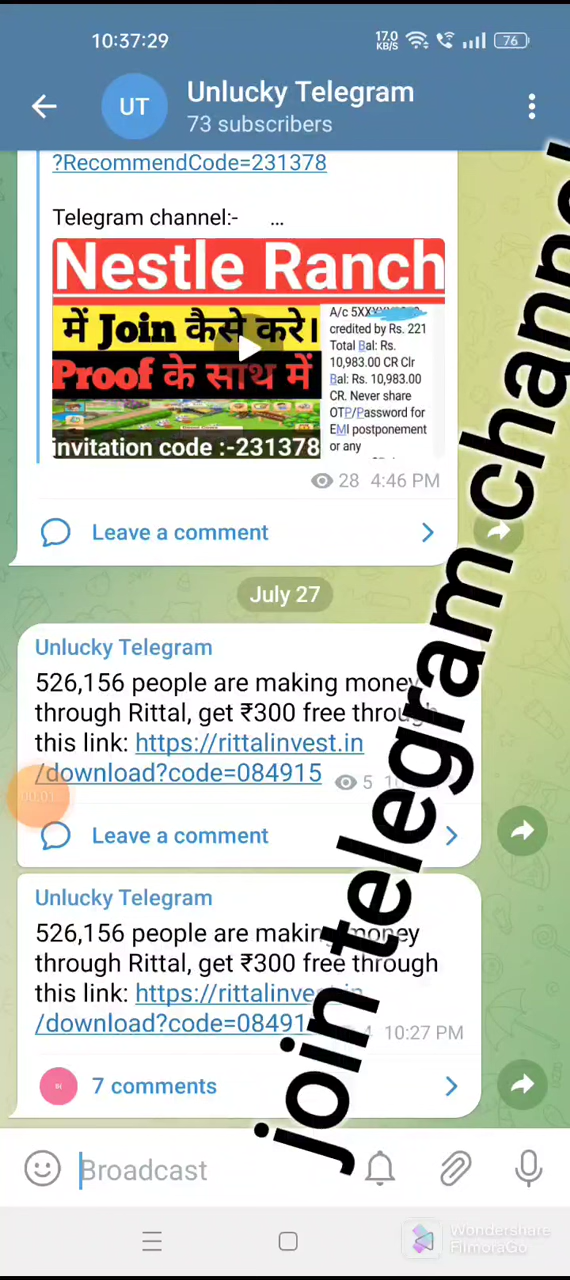 10:37:29
17.0
KB/S
76
UT
Unlucky Telegram
73 subscribers
?RecommendCode=231378
Telegram channel:- ...
Nestle Ranch
में Join कैसे करे।
Proof के साथ में
invitation code :-231378
credited by Rs. 221
Total Bal: Rs.
10,983.00 CR Clr
Bal: Rs. 10,983.00
CR. Never share
OTP/Password for
EMI postponement
or any
28 4:46 PM
Leave a comment
July 27
Unlucky Telegram
526,156 people are making money
through Rittal, get ₹300 free through
this link: https://rittalinvest.in
/download?code=084915
5
00:01
Leave a comment
Unlucky Telegram
526,156 people are making money
through Rittal, get ₹300 free through
this link: https://rittalinvest.in
/download?code=08491
4 10:27 PM
7 comments
join telegram channel
Broadcast
Wondershare
FilmoraGo